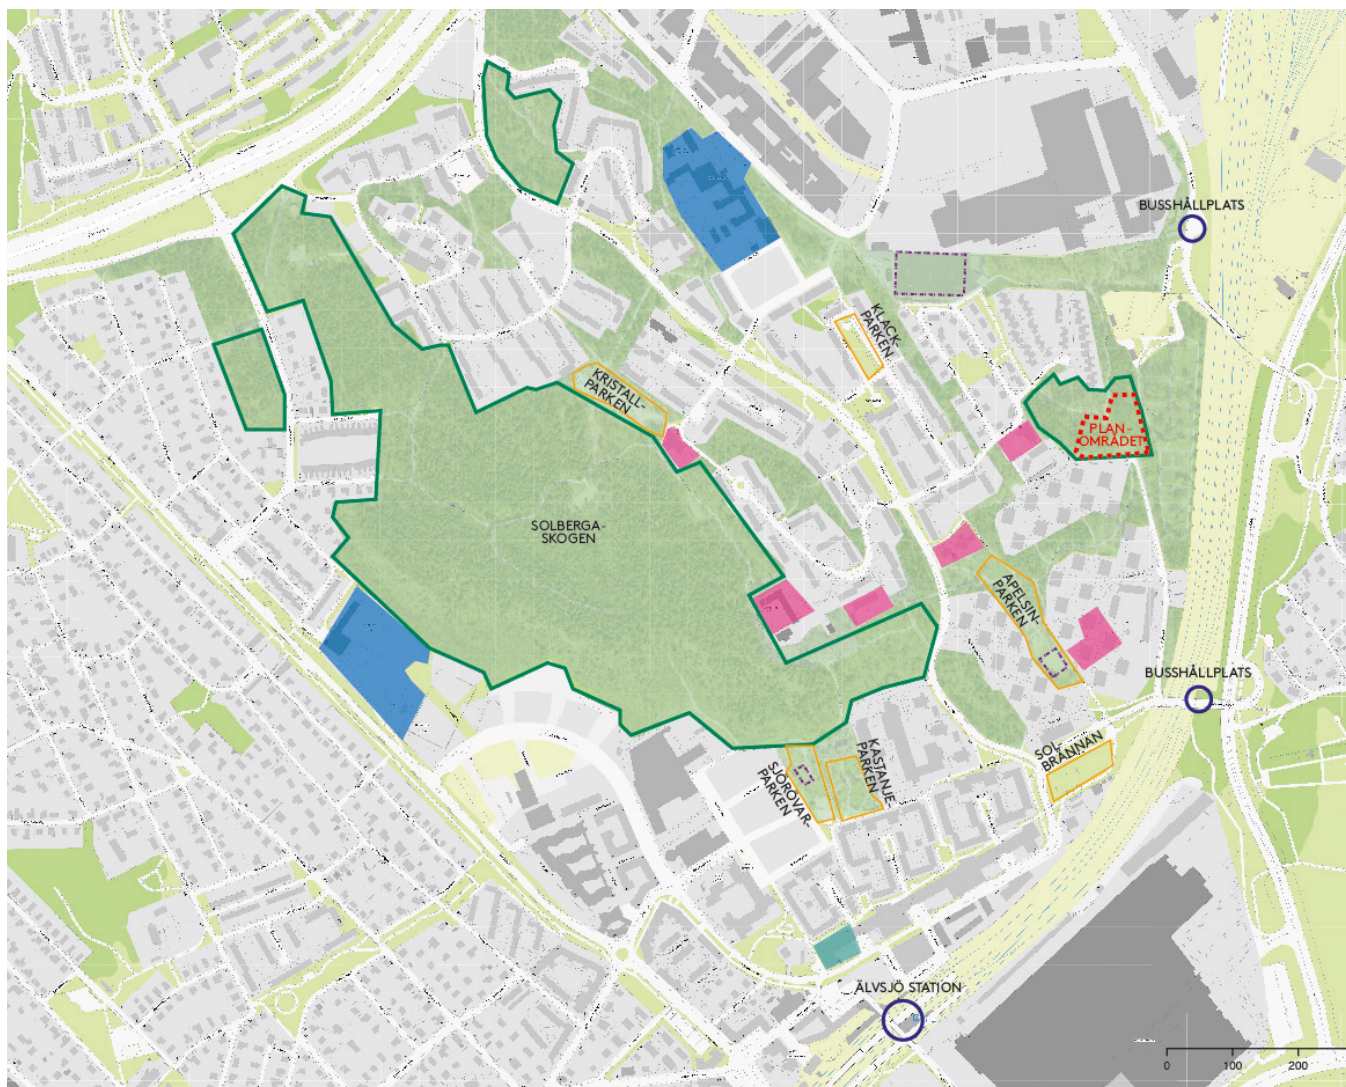 BUSSHÅLLPLATS
KLACK-
PARKEN
KRISTALL-
PARKEN
PLAN-
OMRÅDET
SOLBERGA-
SKOGEN
APELSIN-
PARKEN
BUSSHÅLLPLATS
SOL-
BRÄNNAN
KASTANJE-
PARKEN
SJÖRÖVAR-
PARKEN
ÄLVSJÖ STATION
0 100 200